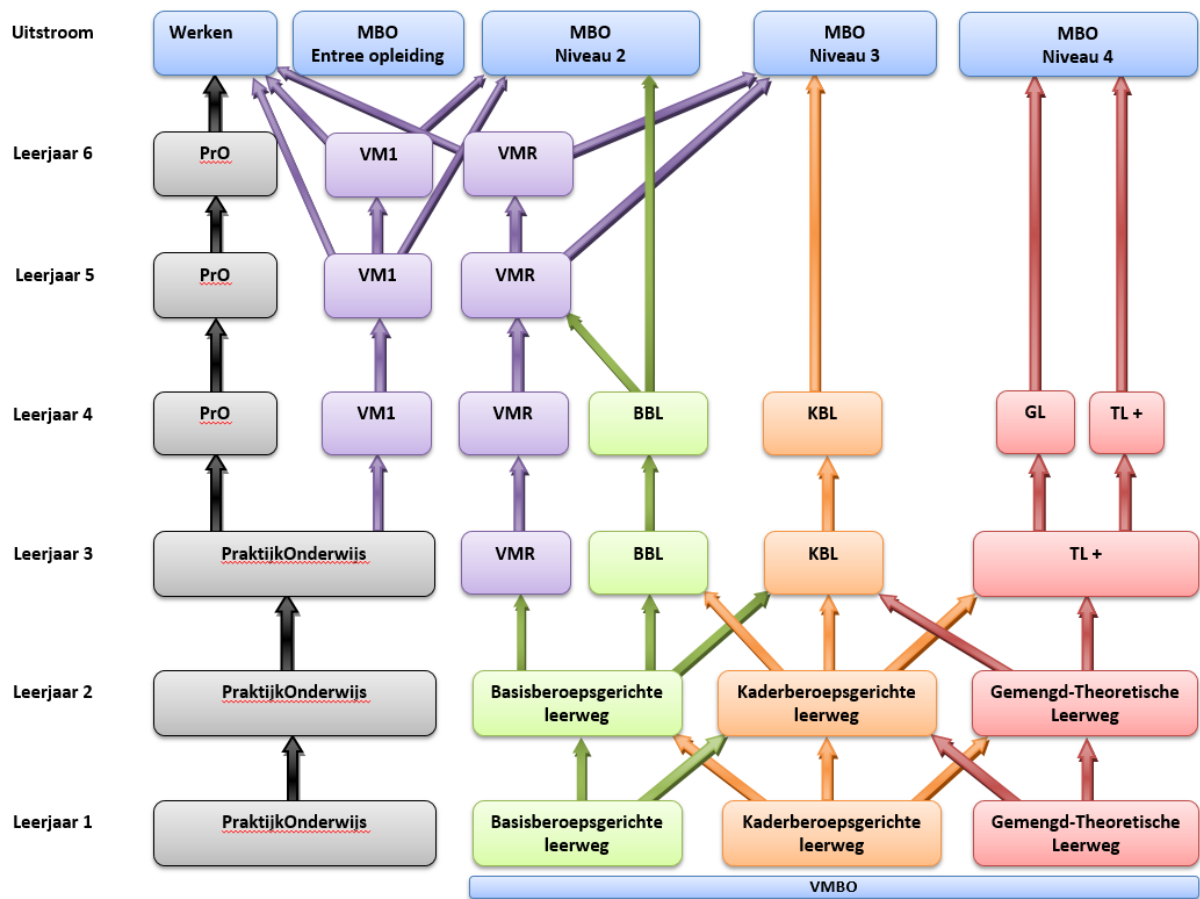 Uitstroom
Werken
MBO
Entree opleiding
MBO
Niveau 2
MBO
Niveau 3
MBO
Niveau 4
Leerjaar 6
PrO
VM1
VMR
Leerjaar 5
PrO
VM1
VMR
Leerjaar 4
PrO
VM1
VMR
BBL
KBL
GL
TL +
Leerjaar 3
PraktijkOnderwijs
VMR
BBL
KBL
TL +
Leerjaar 2
PraktijkOnderwijs
Basisberoepsgerichte
leerweg
Kaderberoepsgerichte
leerweg
Gemengd-Theoretische
Leerweg
Leerjaar 1
PraktijkOnderwijs
Basisberoepsgerichte
leerweg
Kaderberoepsgerichte
leerweg
Gemengd-Theoretische
Leerweg
VMBO